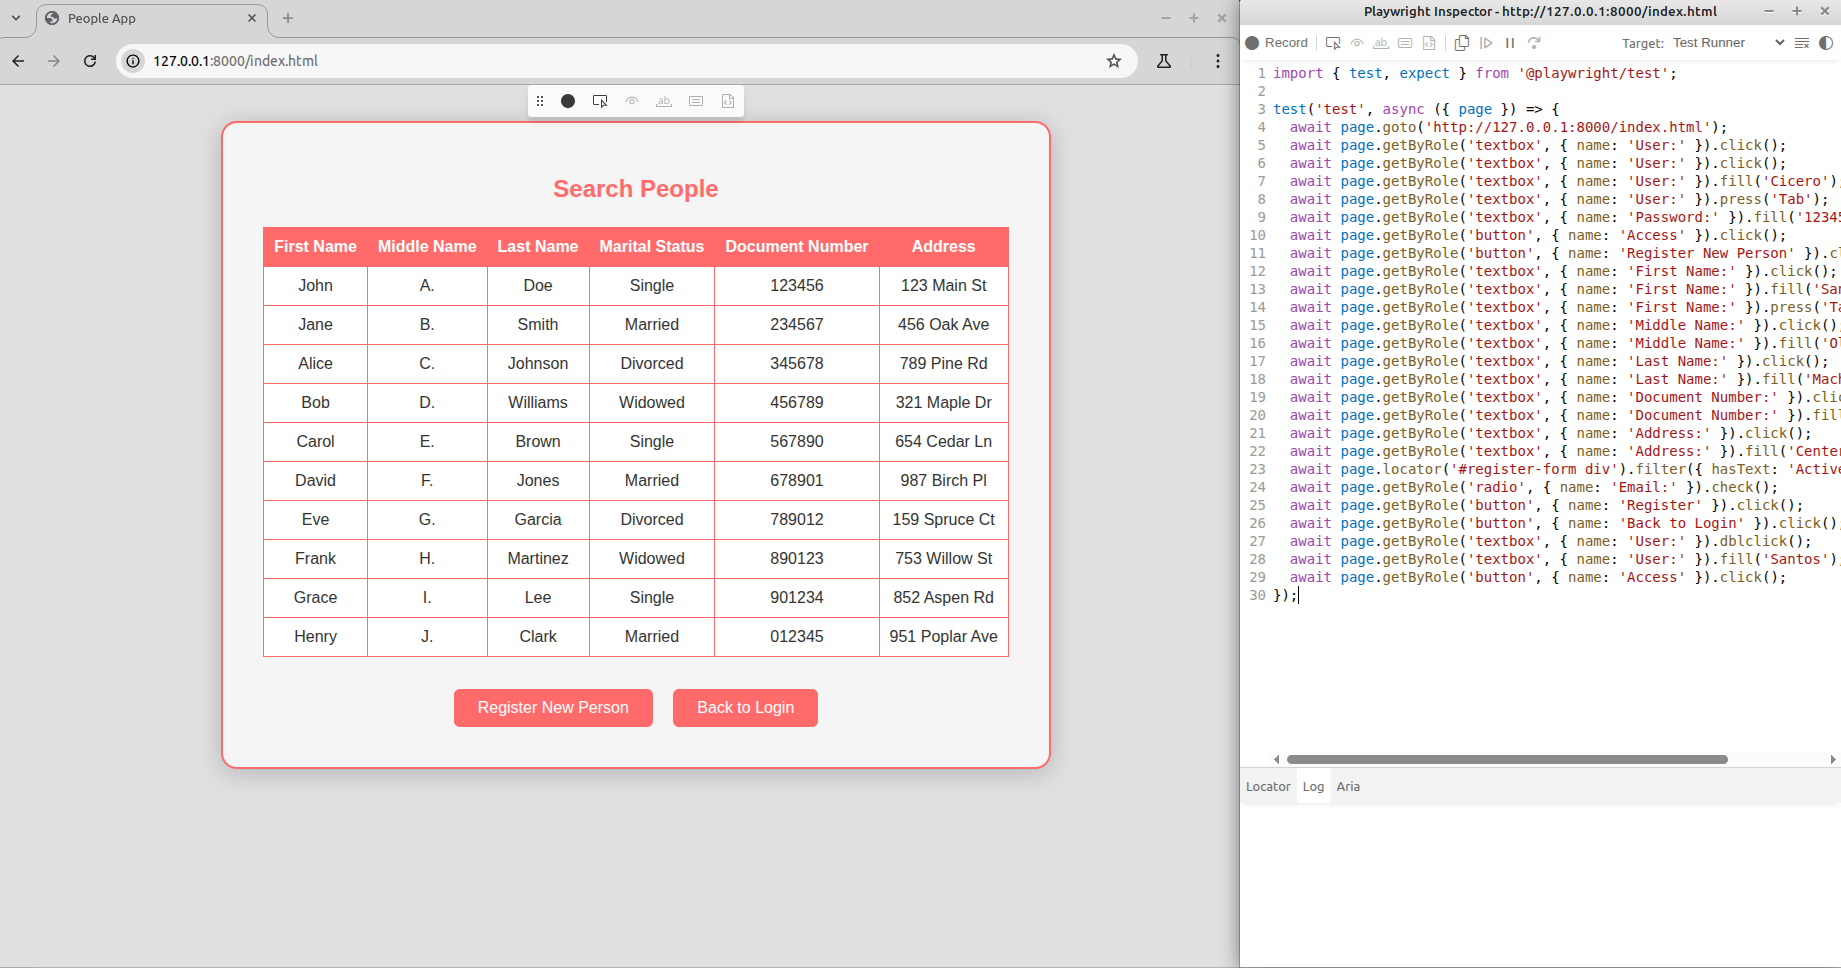 People App
127.0.0.1:8000/index.html
ab
Search People
First Name Middle Name Last Name Marital Status Document Number Address
John A. Doe Single 123456 123 Main St
Jane B. Smith Married 234567 456 Oak Ave
Alice C. Johnson Divorced 345678 789 Pine Rd
Bob D. Williams Widowed 456789 321 Maple Dr
Carol E. Brown Single 567890 654 Cedar Ln
David F. Jones Married 678901 987 Birch Pl
Eve G. Garcia Divorced 789012 159 Spruce Ct
Frank H. Martinez Widowed 890123 753 Willow St
Grace I. Lee Single 901234 852 Aspen Rd
Henry J. Clark Married 012345 951 Poplar Ave
Register New Person Back to Login
Playwright Inspector - http://127.0.0.1:8000/index.html
Record ab Target: Test Runner
1 import { test, expect } from '@playwright/test';
2
3 test('test', async ({ page }) => {
4 await page.goto('http://127.0.0.1:8000/index.html');
5 await page.getByRole('textbox', { name: 'User:' }).click();
6 await page.getByRole('textbox', { name: 'User:' }).click();
7 await page.getByRole('textbox', { name: 'User:' }).fill('Cicero');
8 await page.getByRole('textbox', { name: 'User:' }).press('Tab');
9 await page.getByRole('textbox', { name: 'Password:' }).fill('12345
10 await page.getByRole('button', { name: 'Access' }).click();
11 await page.getByRole('button', { name: 'Register New Person' }).cl
12 await page.getByRole('textbox', { name: 'First Name:' }).click();
13 await page.getByRole('textbox', { name: 'First Name:' }).fill('San
14 await page.getByRole('textbox', { name: 'First Name:' }).press('Ta
15 await page.getByRole('textbox', { name: 'Middle Name:' }).click();
16 await page.getByRole('textbox', { name: 'Middle Name:' }).fill('Ol
17 await page.getByRole('textbox', { name: 'Last Name:' }).click();
18 await page.getByRole('textbox', { name: 'Last Name:' }).fill('Mach
19 await page.getByRole('textbox', { name: 'Document Number:' }).clic
20 await page.getByRole('textbox', { name: 'Document Number:' }).fill
21 await page.getByRole('textbox', { name: 'Address:' }).click();
22 await page.getByRole('textbox', { name: 'Address:' }).fill('Center
23 await page.locator('#register-form div').filter({ hasText: 'Active
24 await page.getByRole('radio', { name: 'Email:' }).check();
25 await page.getByRole('button', { name: 'Register' }).click();
26 await page.getByRole('button', { name: 'Back to Login' }).click();
27 await page.getByRole('textbox', { name: 'User:' }).dblclick();
28 await page.getByRole('textbox', { name: 'User:' }).fill('Santos');
29 await page.getByRole('button', { name: 'Access' }).click();
30 });
Locator Log Aria